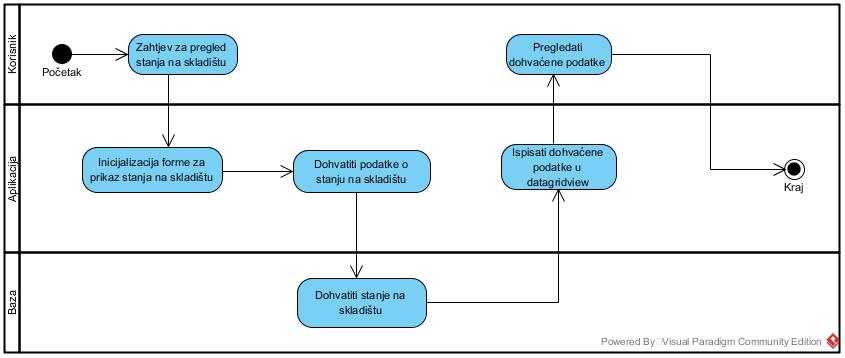 Korisnik
Početak
Zahtjev za pregled
stanja na skladištu
Pregledati
dohvaćene podatke
Aplikacija
Inicijalizacija forme za
prikaz stanja na skladištu
Dohvatiti podatke o
stanju na skladištu
Ispisati dohvaćene
podatke u
datagridview
Kraj
Baza
Dohvatiti stanje na
skladištu
Powered By Visual Paradigm Community Edition